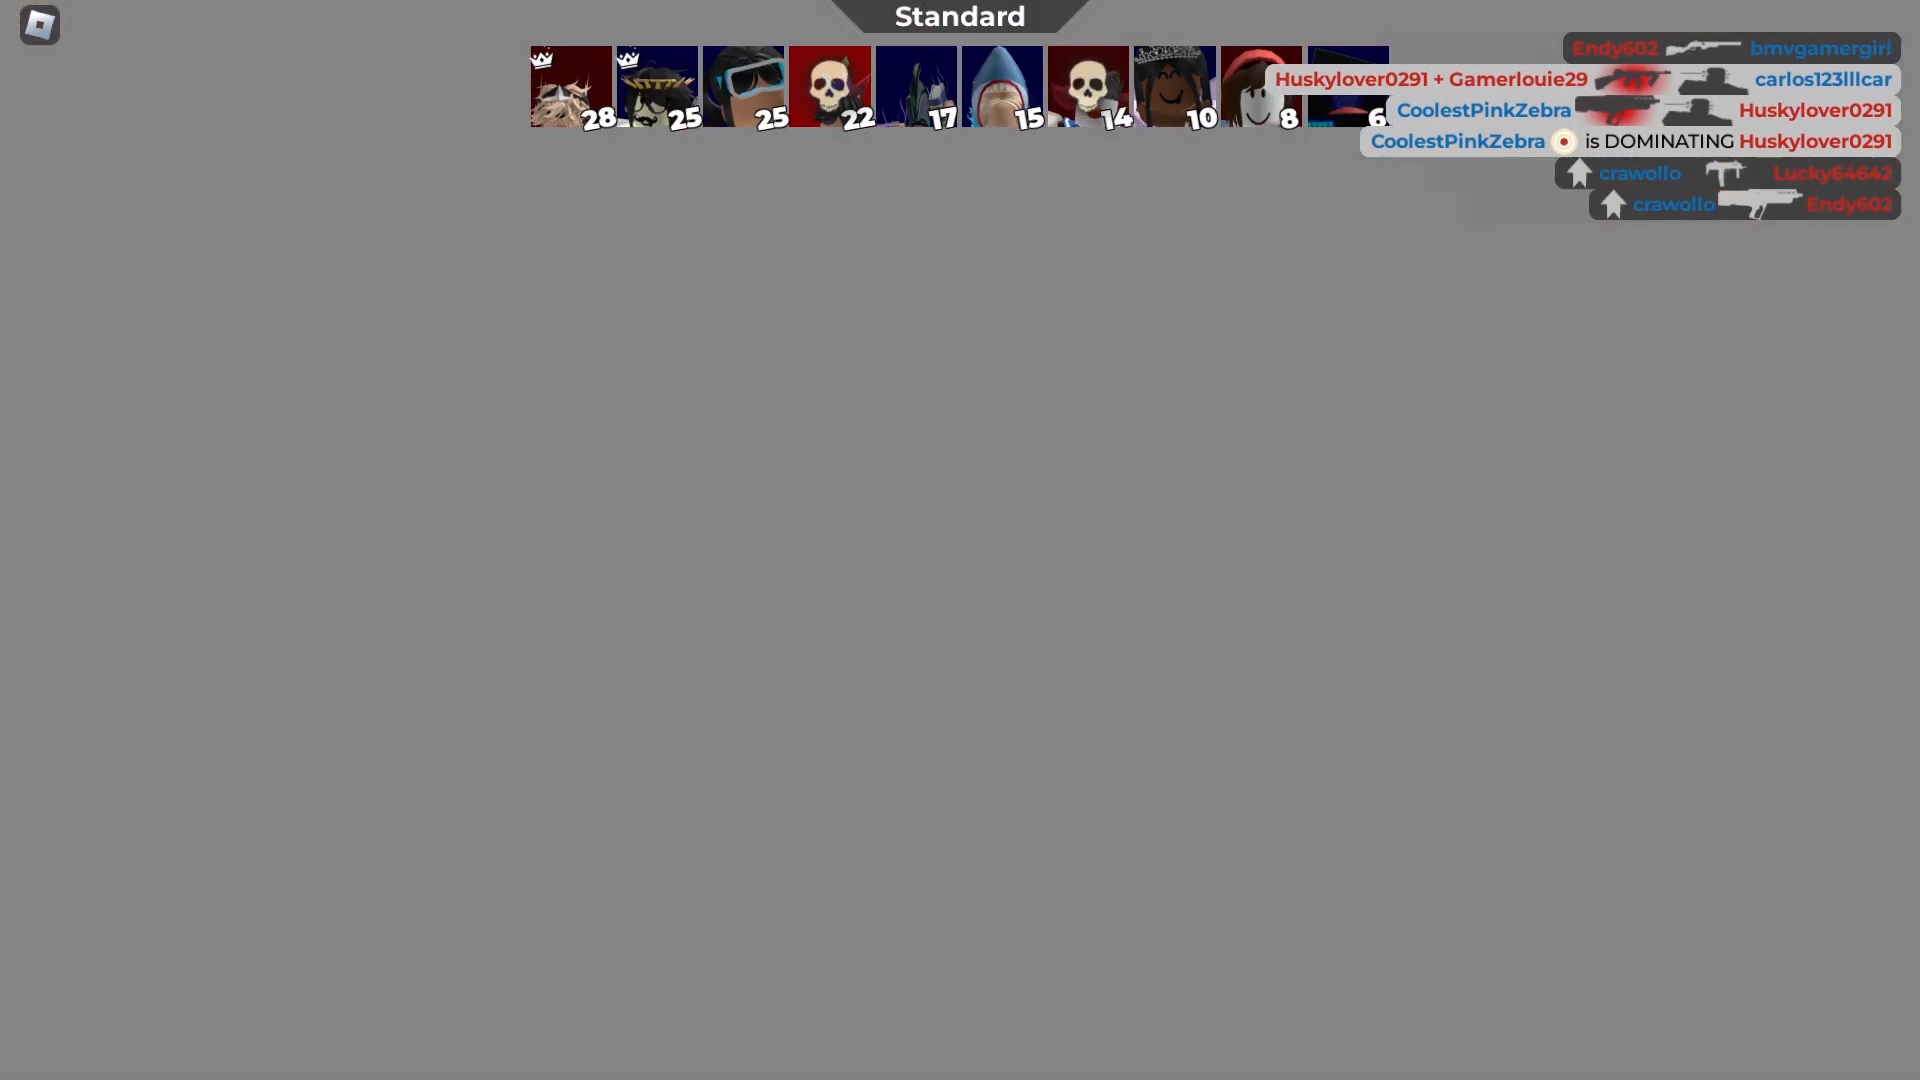 Standard
28 25 25 22 17 15 14 10 8 6
Endy602 bmvgamergirl
Huskylover0291 + Gamerlouie29 carlos123lllcar
CoolestPinkZebra Huskylover0291
CoolestPinkZebra is DOMINATING Huskylover0291
crawollo Lucky64642
crawollo Endy602